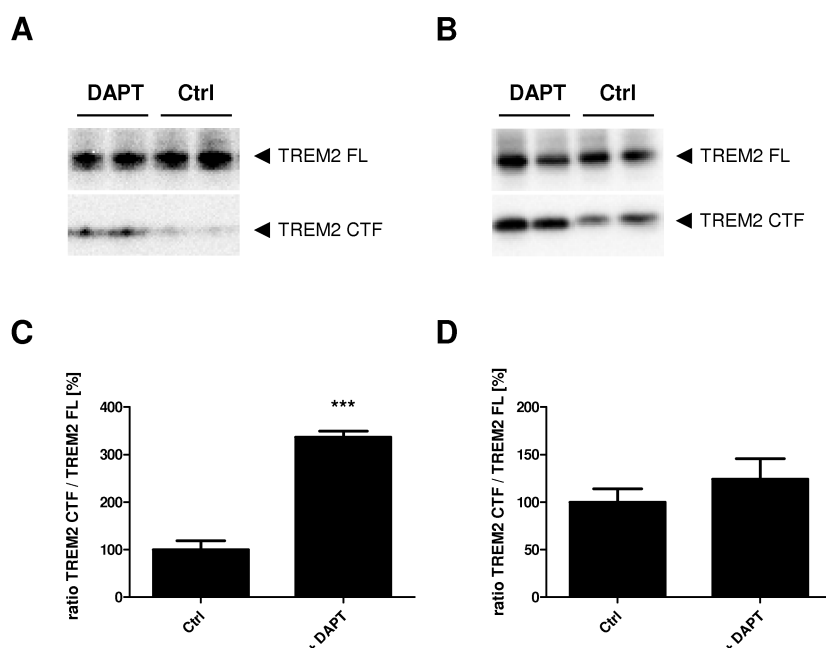 A
B
DAPT Ctrl
DAPT Ctrl
◄ TREM2 FL
◄ TREM2 FL
◄ TREM2 CTF
◄ TREM2 CTF
C
D
ratio TREM2 CTF / TREM2 FL [%]
400
300
200
100
0
***
Ctrl
+ DAPT
ratio TREM2 CTF / TREM2 FL [%]
200
150
100
50
0
Ctrl
+ DAPT